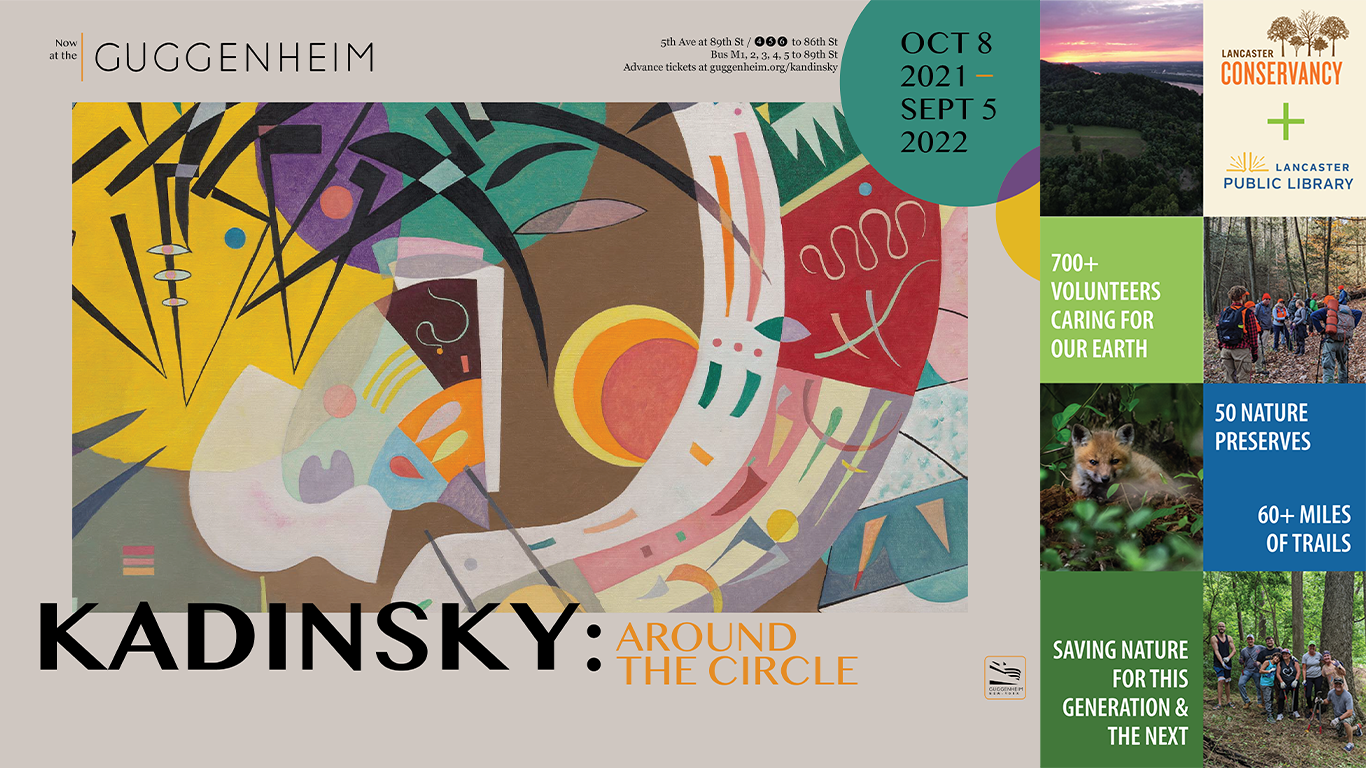 Now
at the
GUGGENHEIM
5th Ave at 89th St / 4 5 6 to 86th St
Bus M1, 2, 3, 4, 5 to 89th St
Advance tickets at guggenheim.org/kandinsky
OCT 8
2021 –
SEPT 5
2022
KADINSKY:
AROUND
THE CIRCLE
GUGGENHEIM
NEW YORK
LANCASTER
CONSERVANCY
+
LANCASTER
PUBLIC LIBRARY
700+
VOLUNTEERS
CARING FOR
OUR EARTH
50 NATURE
PRESERVES
60+ MILES
OF TRAILS
SAVING NATURE
FOR THIS
GENERATION &
THE NEXT